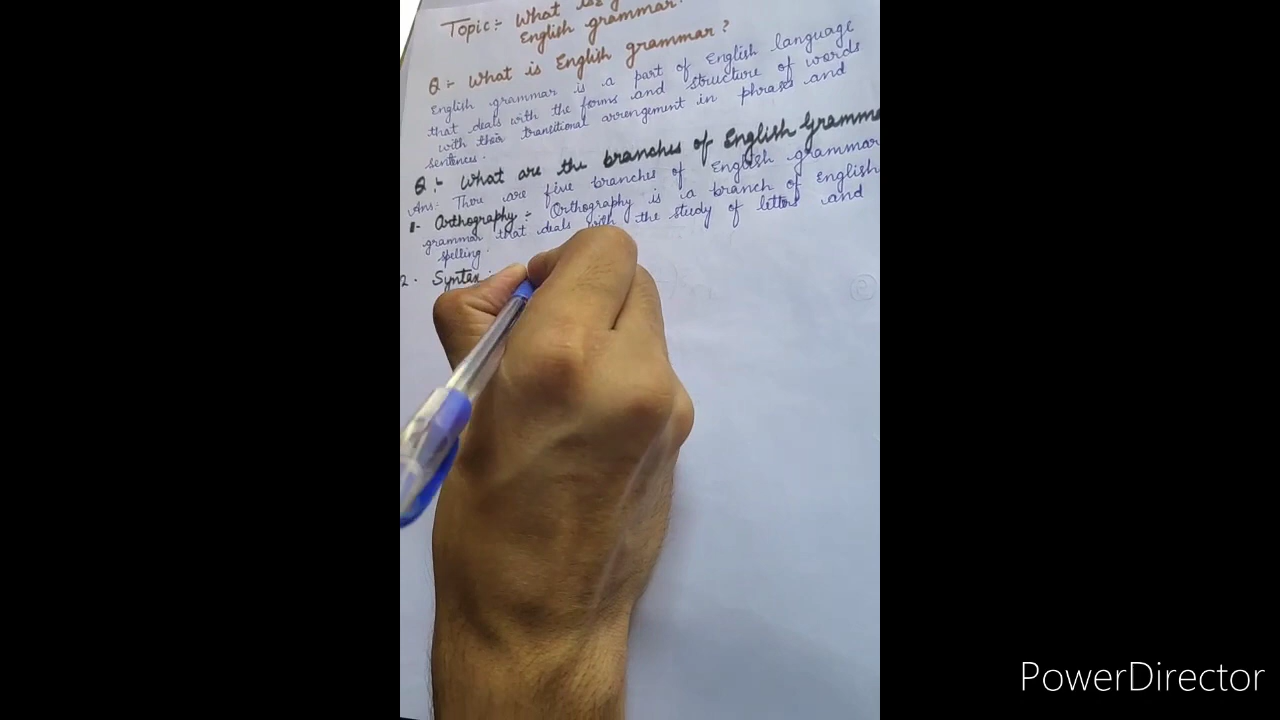 Topic:- What is
English grammar.
Q:- What is English grammar?
English grammar is a part of English language
that deals with the forms and structure of words
with their transitional arrengement in phrases and
sentences.
Q:- What are the branches of English Gramma
Ans:- There are five branches of English grammar
1- Orthography:- Orthography is a branch of English
grammar that deals with the study of letters and
spelling.
2. Syntax:
PowerDirector